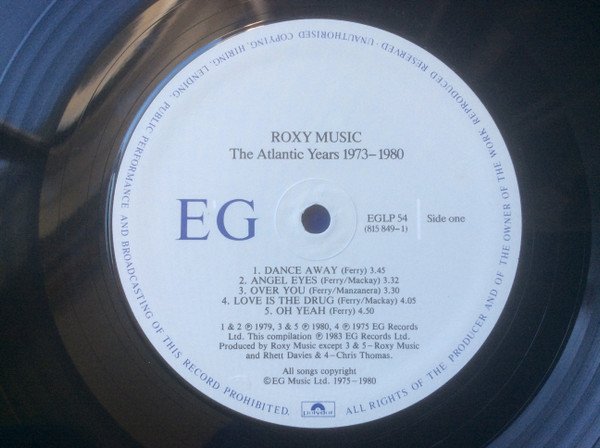 ALL RIGHTS OF THE PRODUCER AND OF THE OWNER OF THE WORK REPRODUCED RESERVED · UNAUTHORISED COPYING, HIRING, LENDING, PUBLIC PERFORMANCE AND BROADCASTING OF THIS RECORD PROHIBITED.
ROXY MUSIC
The Atlantic Years 1973–1980
EG
EGLP 54
(815 849–1)
Side one
1. DANCE AWAY (Ferry) 3.45
2. ANGEL EYES (Ferry/Mackay) 3.32
3. OVER YOU (Ferry/Manzanera) 3.30
4. LOVE IS THE DRUG (Ferry/Mackay) 4.05
5. OH YEAH (Ferry) 4.50
1 & 2 ℗ 1979, 3 & 5 ℗ 1980, 4 ℗ 1975 EG Records
Ltd. This compilation ℗ 1983 EG Records Ltd.
Produced by Roxy Music except 3 & 5–Roxy Music
and Rhett Davies & 4–Chris Thomas.
All songs copyright
©EG Music Ltd. 1975–1980
polydor